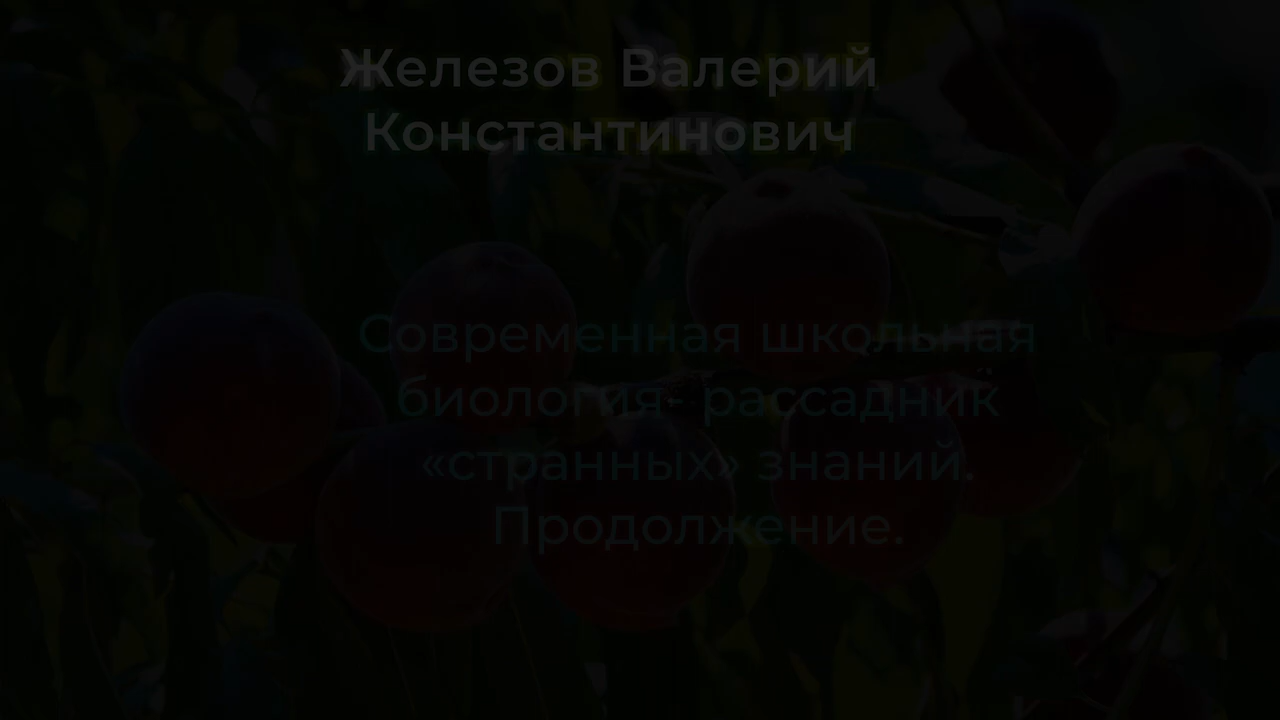 Железов Валерий
Константинович
Современная школьная
биология- рассадник
«странных» знаний.
Продолжение.